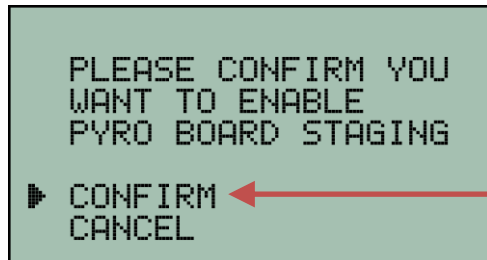 PLEASE CONFIRM YOU
WANT TO ENABLE
PYRO BOARD STAGING
CONFIRM
CANCEL